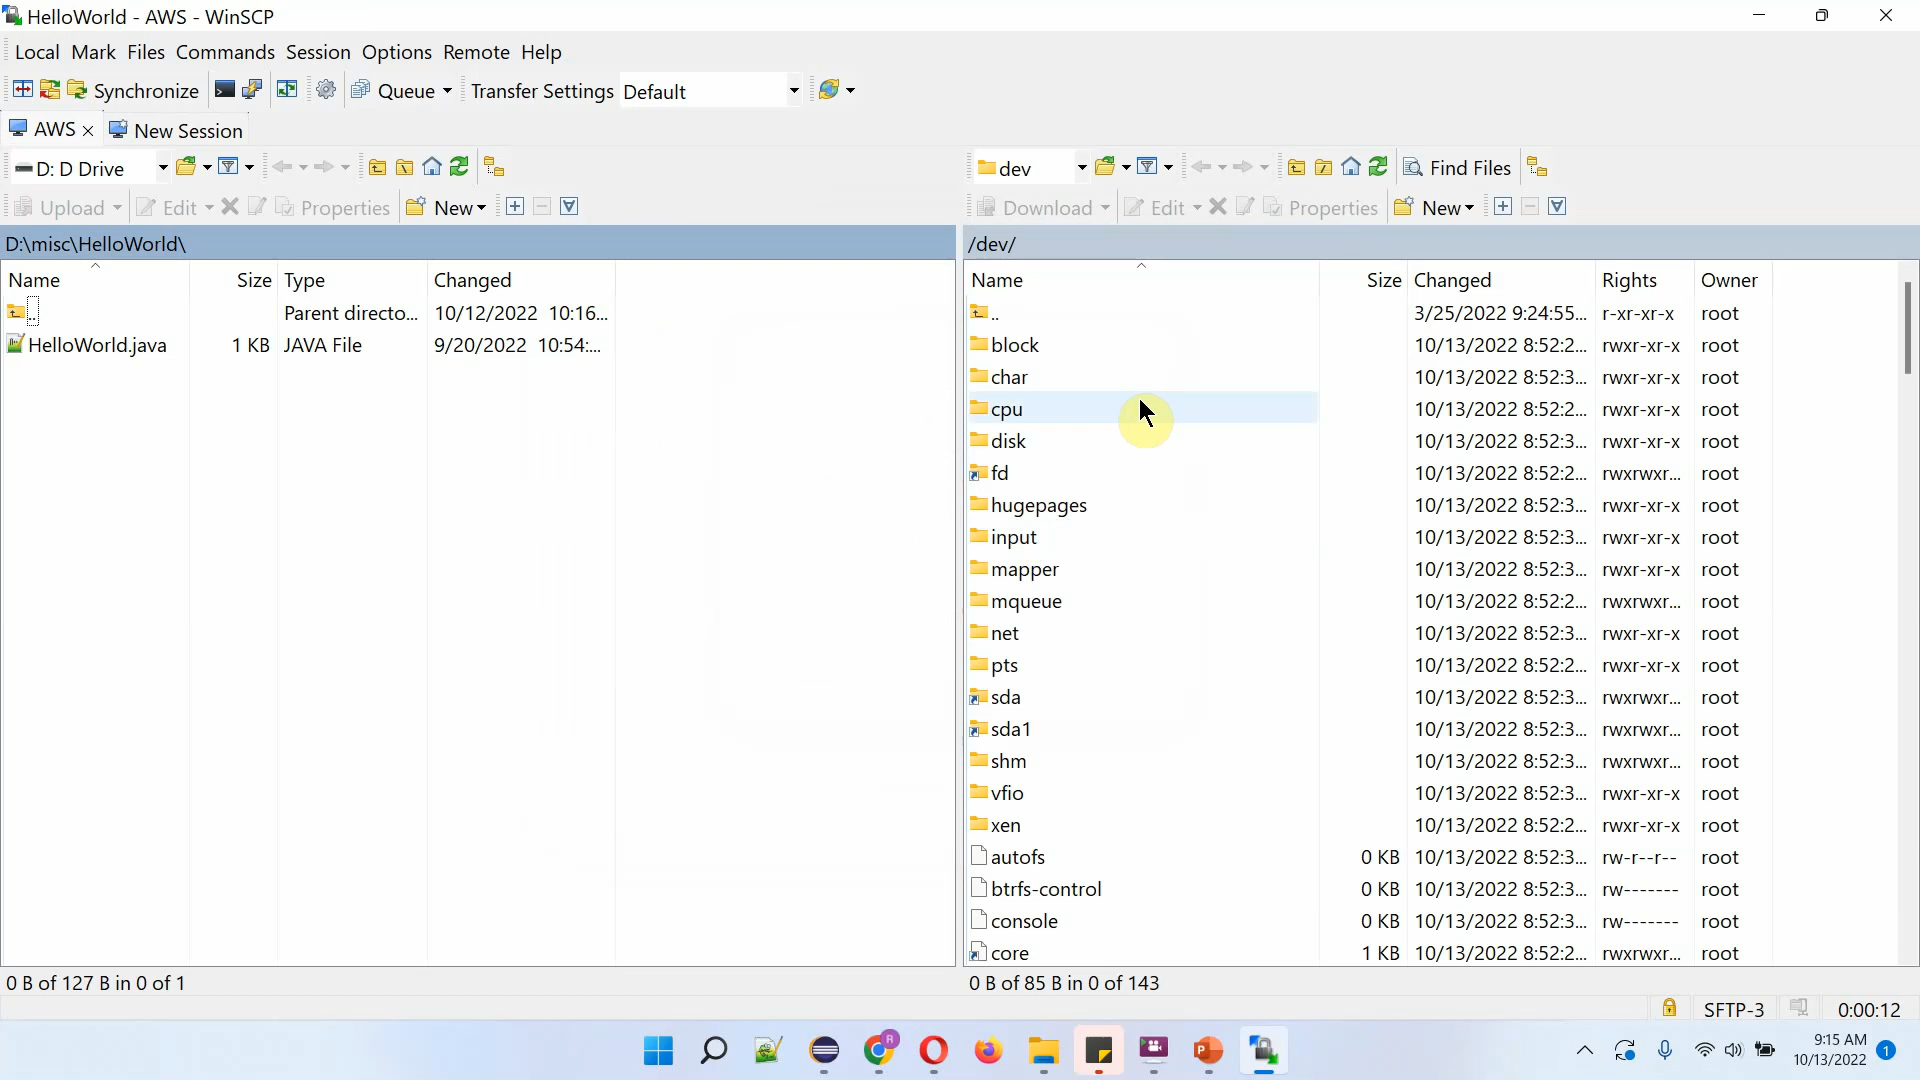 HelloWorld - AWS - WinSCP
Local Mark Files Commands Session Options Remote Help
Synchronize Queue Transfer Settings Default
AWS New Session
D: D Drive
Upload Edit Properties New
D:\misc\HelloWorld\
Name Size Type Changed
.. Parent directo... 10/12/2022 10:16...
HelloWorld.java 1 KB JAVA File 9/20/2022 10:54:...
0 B of 127 B in 0 of 1
dev Find Files
Download Edit Properties New
/dev/
Name Size Changed Rights Owner
.. 3/25/2022 9:24:55... r-xr-xr-x root
block 10/13/2022 8:52:2... rwxr-xr-x root
char 10/13/2022 8:52:3... rwxr-xr-x root
cpu 10/13/2022 8:52:2... rwxr-xr-x root
disk 10/13/2022 8:52:3... rwxr-xr-x root
fd 10/13/2022 8:52:2... rwxrwxr... root
hugepages 10/13/2022 8:52:3... rwxr-xr-x root
input 10/13/2022 8:52:3... rwxr-xr-x root
mapper 10/13/2022 8:52:3... rwxr-xr-x root
mqueue 10/13/2022 8:52:2... rwxrwxr... root
net 10/13/2022 8:52:3... rwxr-xr-x root
pts 10/13/2022 8:52:2... rwxr-xr-x root
sda 10/13/2022 8:52:3... rwxrwxr... root
sda1 10/13/2022 8:52:3... rwxrwxr... root
shm 10/13/2022 8:52:3... rwxrwxr... root
vfio 10/13/2022 8:52:3... rwxr-xr-x root
xen 10/13/2022 8:52:2... rwxr-xr-x root
autofs 0 KB 10/13/2022 8:52:3... rw-r--r-- root
btrfs-control 0 KB 10/13/2022 8:52:3... rw------- root
console 0 KB 10/13/2022 8:52:3... rw------- root
core 1 KB 10/13/2022 8:52:2... rwxrwxr... root
0 B of 85 B in 0 of 143
SFTP-3 0:00:12
9:15 AM
10/13/2022 1